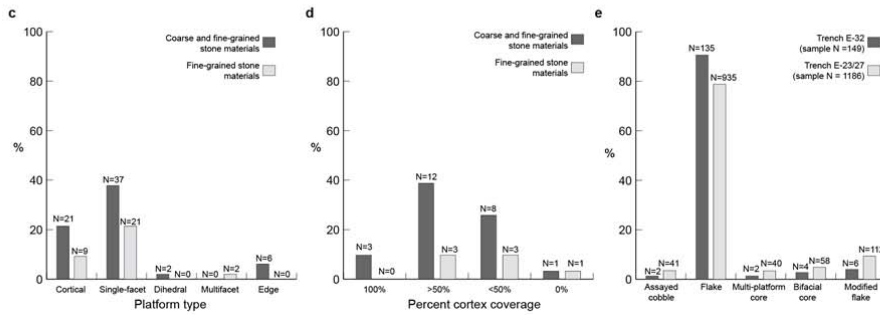 c
100
80
60
%
40
20
0
Coarse and fine-grained
stone materials
Fine-grained stone
materials
N=21
N=9
N=37
N=21
N=2
N=0
N=0
N=2
N=6
N=0
Cortical
Single-facet
Dihedral
Multifacet
Edge
Platform type
d
100
80
60
%
40
20
0
Coarse and fine-grained
stone materials
Fine-grained stone
materials
N=3
N=0
N=12
N=3
N=8
N=3
N=1
N=1
100%
>50%
<50%
0%
Percent cortex coverage
e
100
80
60
%
40
20
0
Trench E-32
(sample N =149)
Trench E-23/27
(sample N = 1186)
N=2
N=41
N=135
N=935
N=2
N=40
N=4
N=58
N=6
Assayed
cobble
Flake
Multi-platform
core
Bifacial
core
Modified
flake